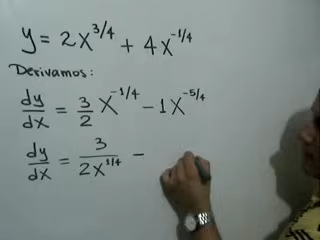 y = 2x^{3/4} + 4x^{-1/4}
Derivamos:
dy/dx = 3/2 x^{-1/4} - 1x^{-5/4}
dy/dx = 3/(2x^{1/4}) -